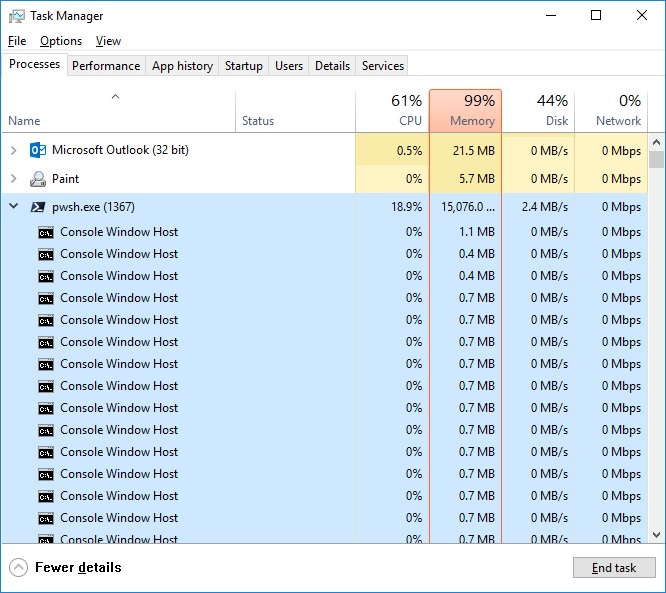 Task Manager
File Options View
Processes Performance App history Startup Users Details Services
61% 99% 44% 0%
Name Status CPU Memory Disk Network
Microsoft Outlook (32 bit) 0.5% 21.5 MB 0 MB/s 0 Mbps
Paint 0% 5.7 MB 0 MB/s 0 Mbps
pwsh.exe (1367) 18.9% 15,076.0 ... 2.4 MB/s 0 Mbps
Console Window Host 0% 1.1 MB 0 MB/s 0 Mbps
Console Window Host 0% 0.4 MB 0 MB/s 0 Mbps
Console Window Host 0% 0.4 MB 0 MB/s 0 Mbps
Console Window Host 0% 0.7 MB 0 MB/s 0 Mbps
Console Window Host 0% 0.7 MB 0 MB/s 0 Mbps
Console Window Host 0% 0.7 MB 0 MB/s 0 Mbps
Console Window Host 0% 0.7 MB 0 MB/s 0 Mbps
Console Window Host 0% 0.7 MB 0 MB/s 0 Mbps
Console Window Host 0% 0.7 MB 0 MB/s 0 Mbps
Console Window Host 0% 0.7 MB 0 MB/s 0 Mbps
Console Window Host 0% 0.7 MB 0 MB/s 0 Mbps
Console Window Host 0% 0.7 MB 0 MB/s 0 Mbps
Console Window Host 0% 0.7 MB 0 MB/s 0 Mbps
Console Window Host 0% 0.7 MB 0 MB/s 0 Mbps
Console Window Host 0% 0.7 MB 0 MB/s 0 Mbps
Fewer details End task